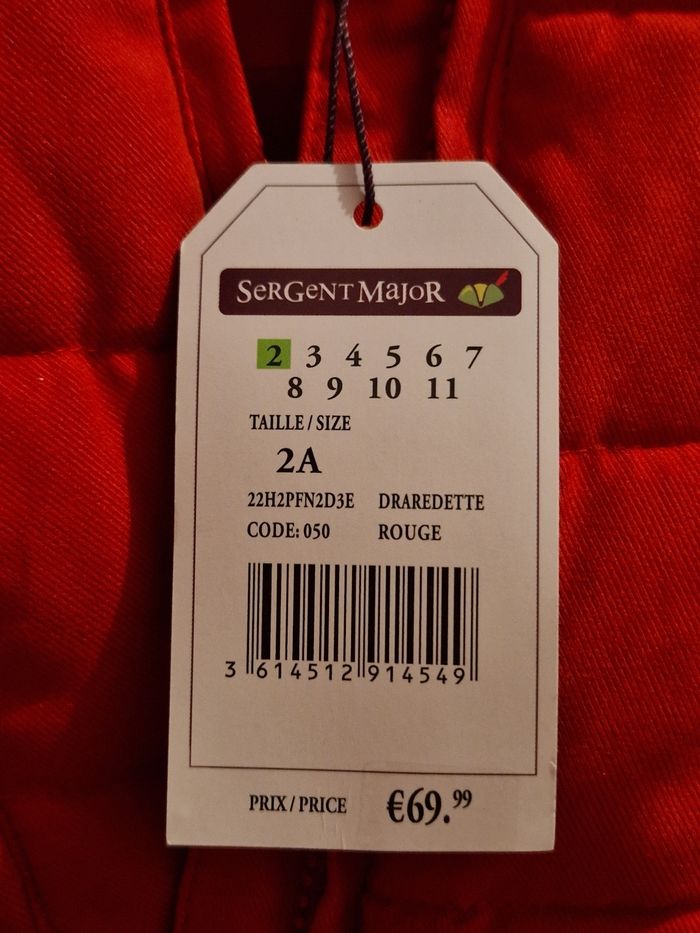 SERGENT MAJOR
2 3 4 5 6 7
8 9 10 11
TAILLE / SIZE
2A
22H2PFN2D3E DRAREDETTE
CODE: 050 ROUGE
3 614512 914549
PRIX / PRICE €69.99